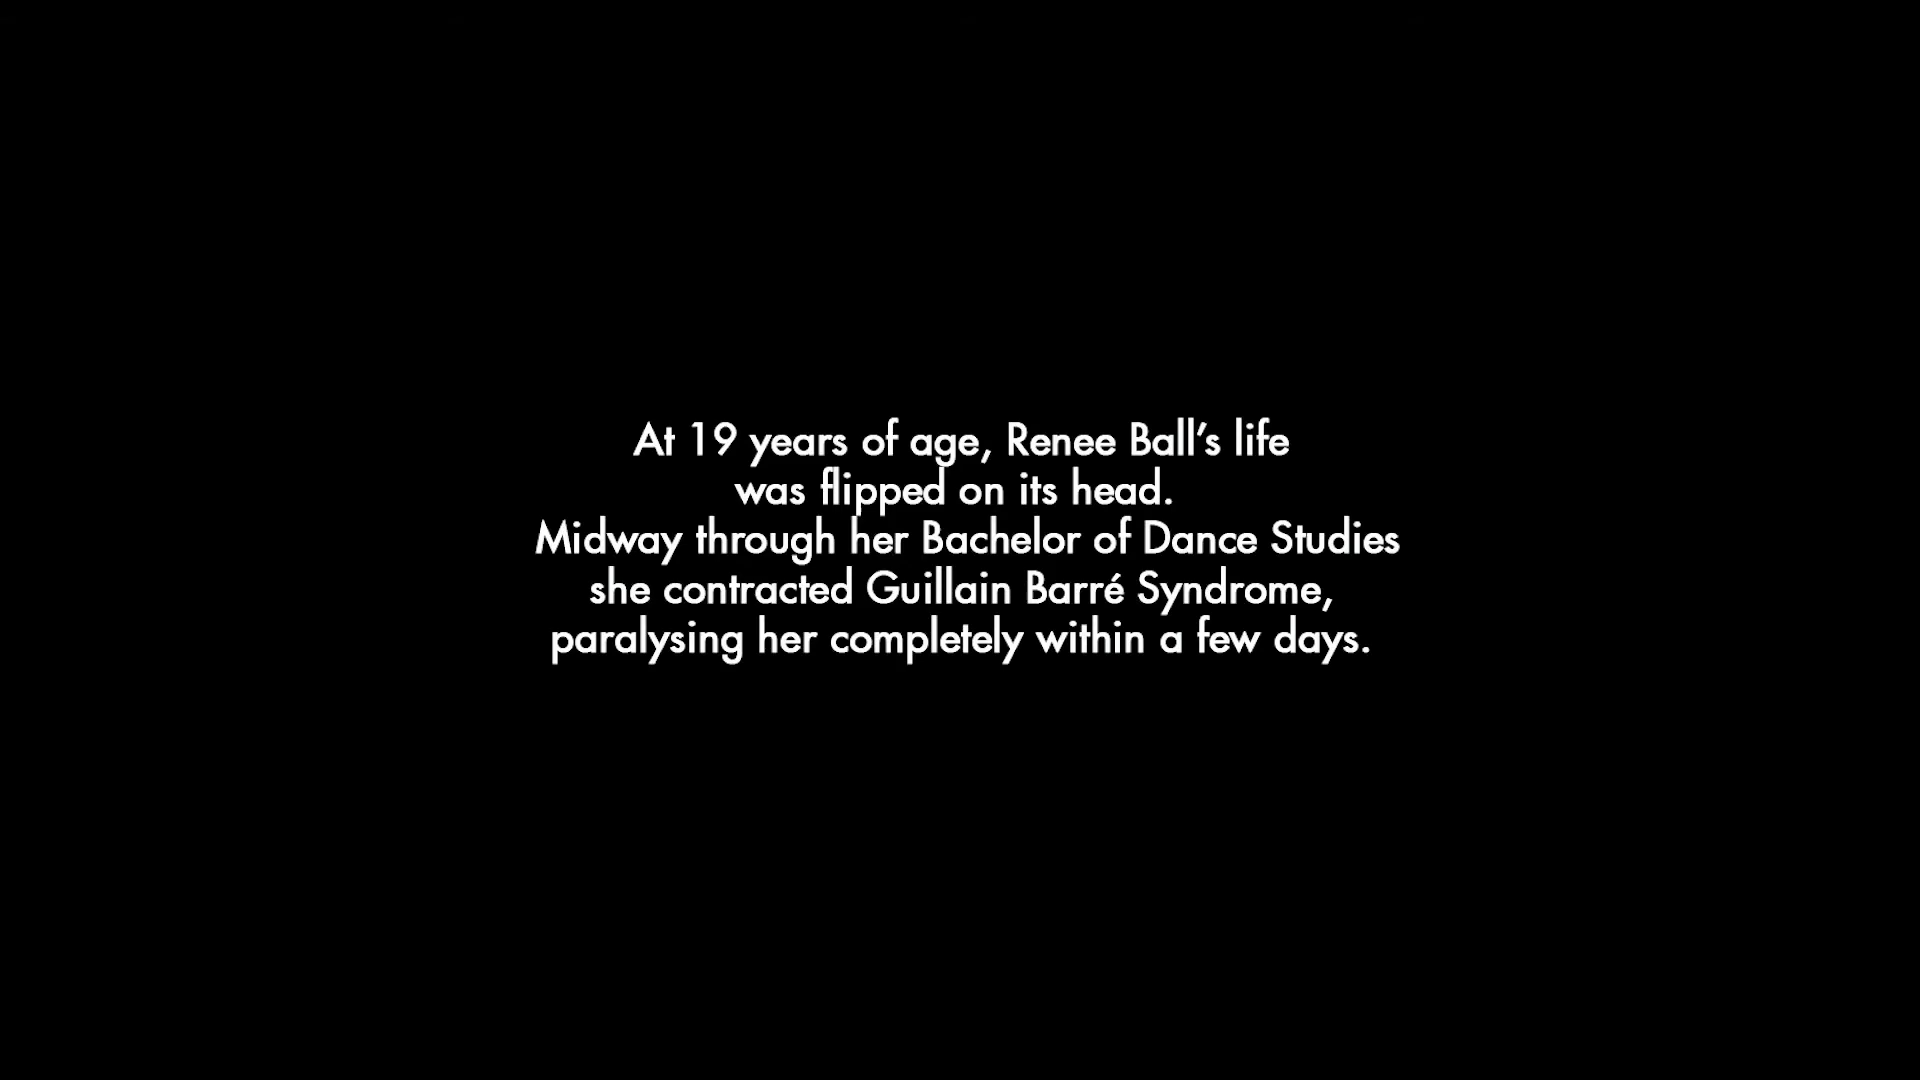 At 19 years of age, Renee Ball’s life
was flipped on its head.
Midway through her Bachelor of Dance Studies
she contracted Guillain Barré Syndrome,
paralysing her completely within a few days.